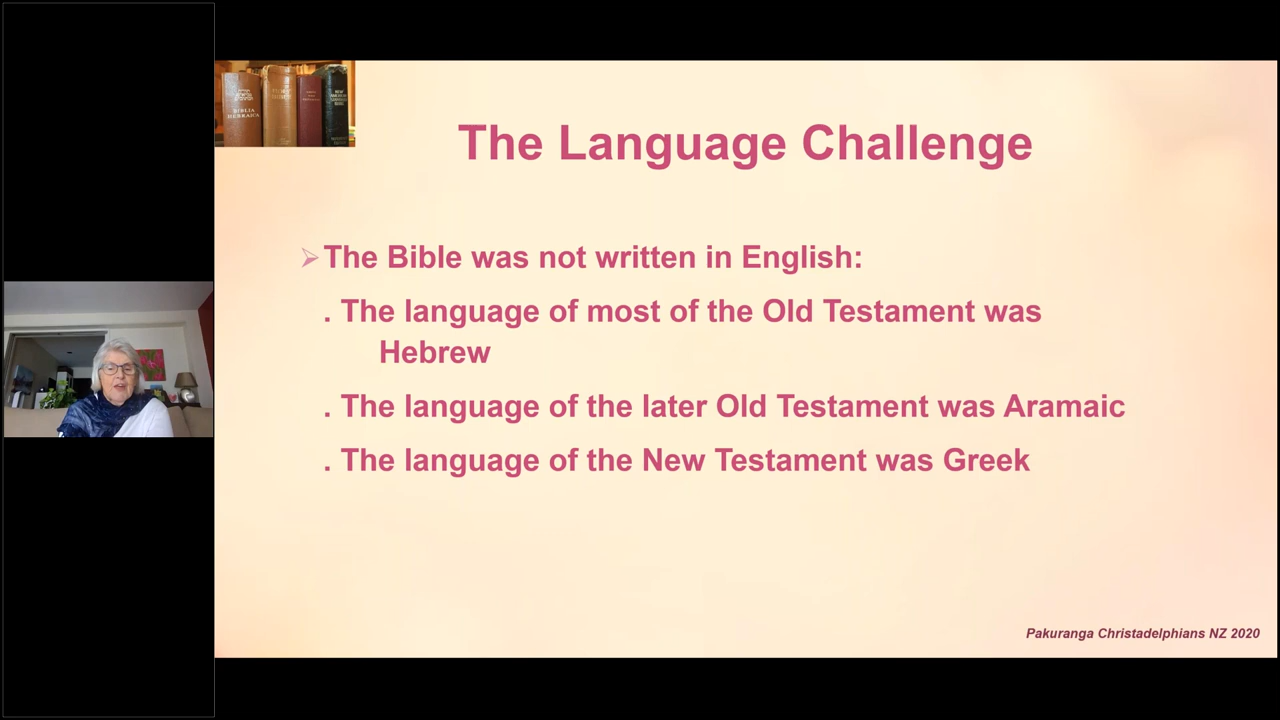 BIBLIA
HEBRAICA
The Language Challenge
➢ The Bible was not written in English:
. The language of most of the Old Testament was
Hebrew
. The language of the later Old Testament was Aramaic
. The language of the New Testament was Greek
Pakuranga Christadelphians NZ 2020